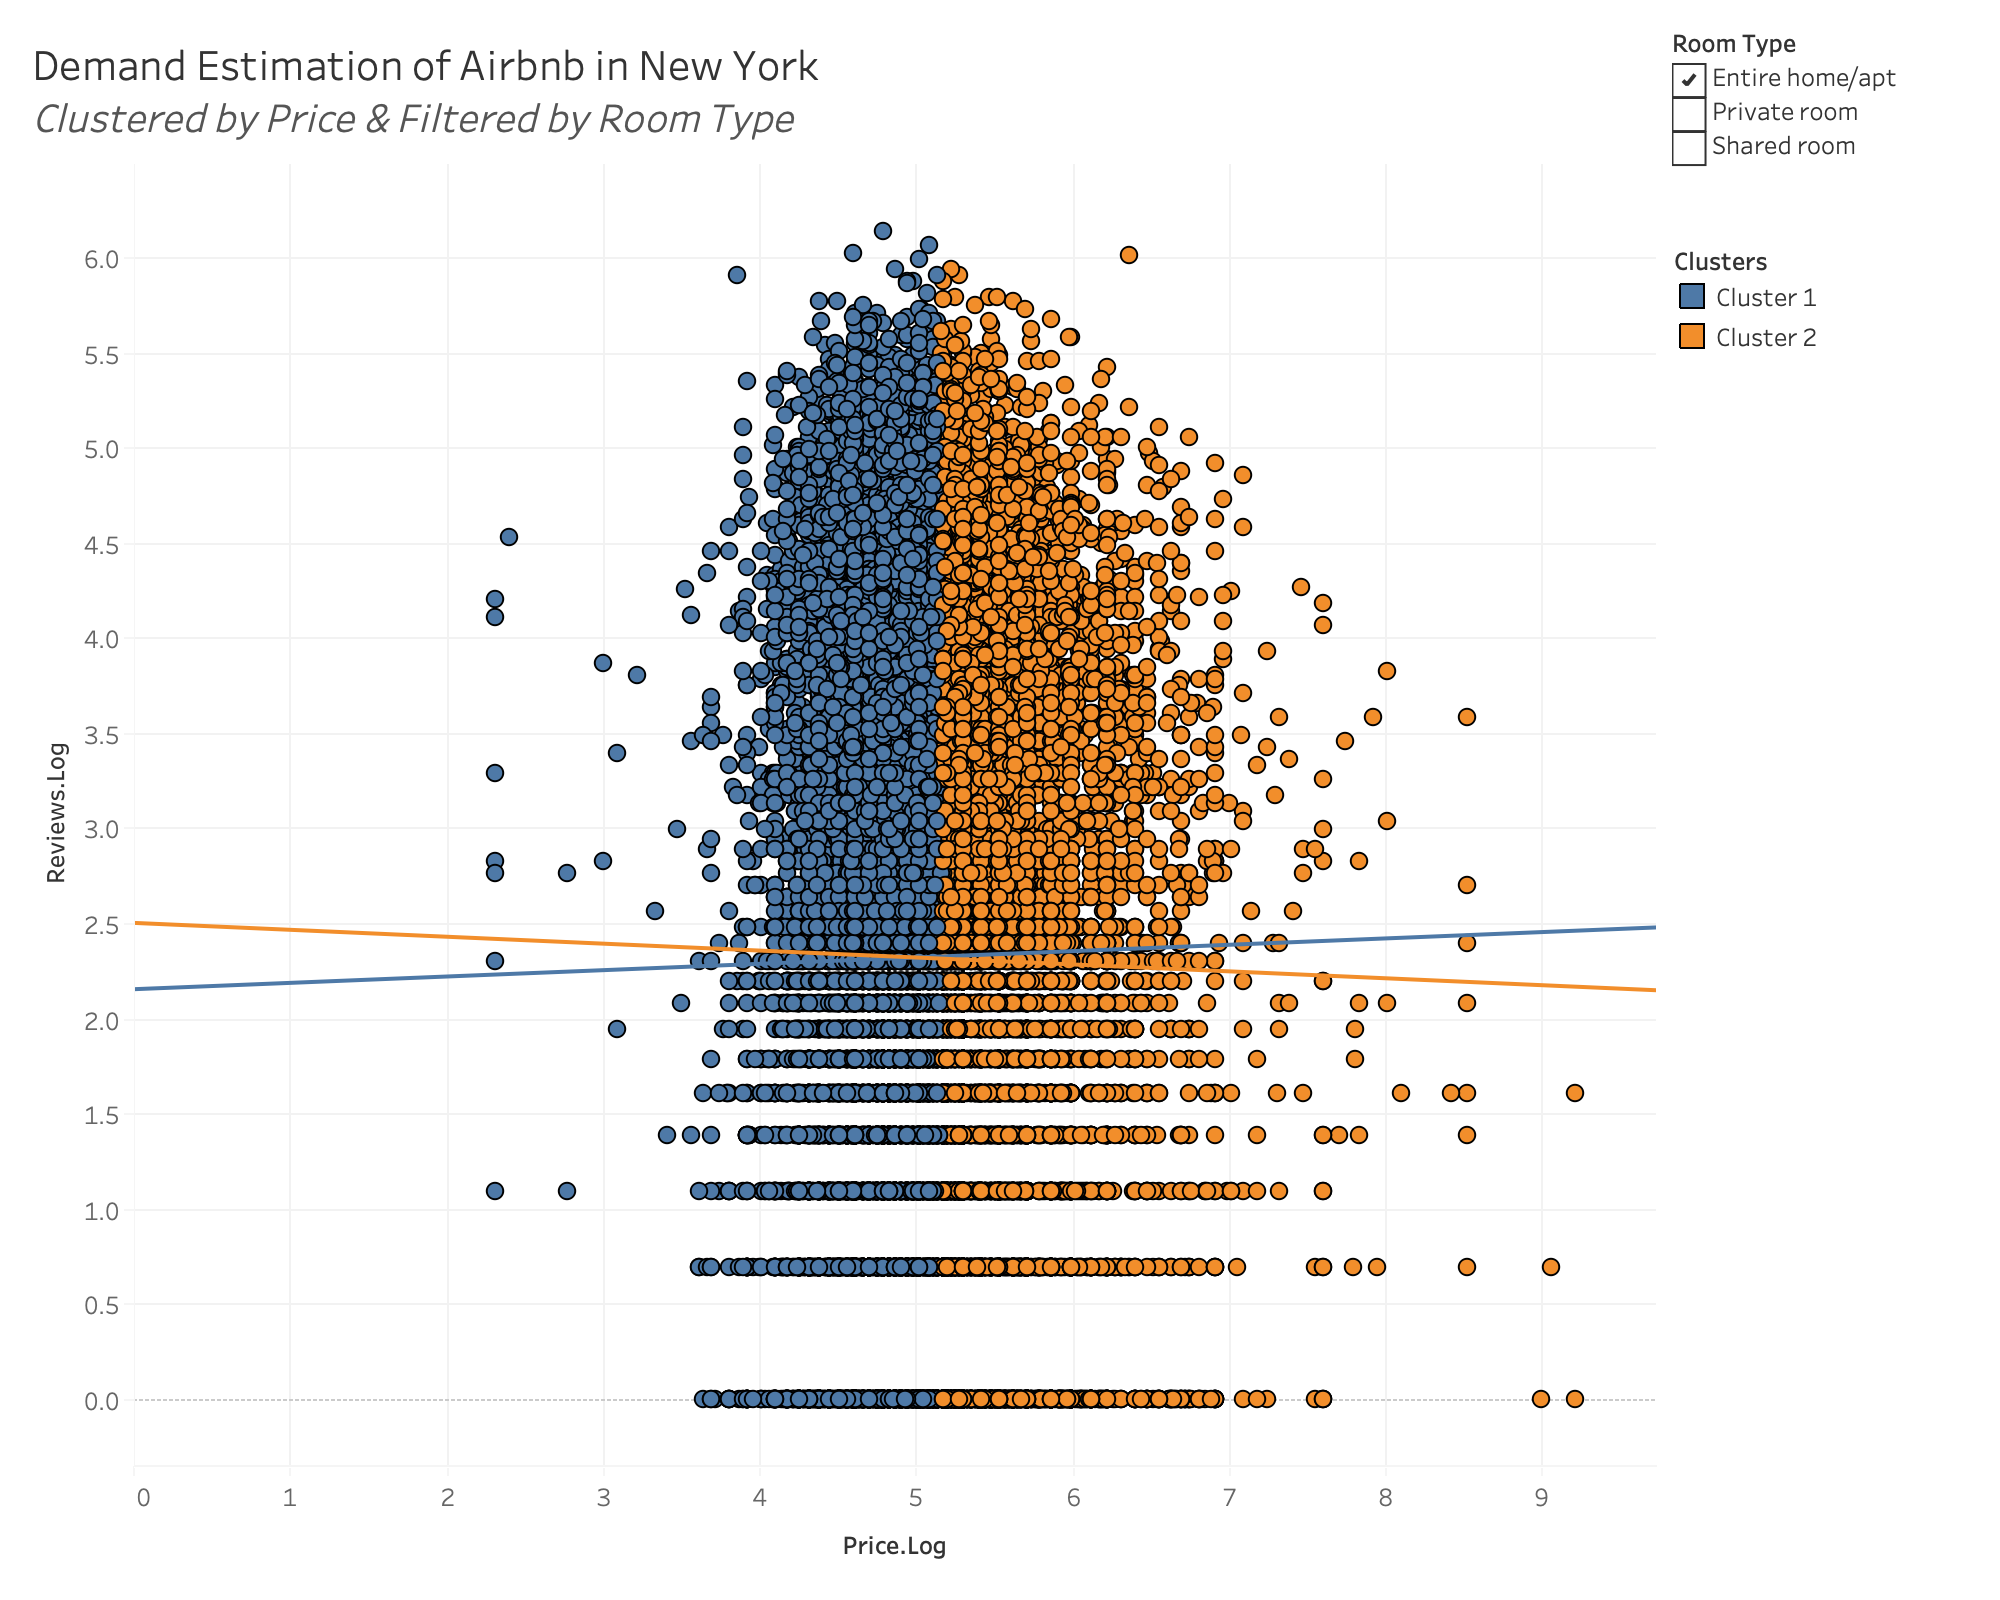 Demand Estimation of Airbnb in New York
Clustered by Price & Filtered by Room Type
Room Type
Entire home/apt
Private room
Shared room
Clusters
Cluster 1
Cluster 2
Reviews.Log
6.0
5.5
5.0
4.5
4.0
3.5
3.0
2.5
2.0
1.5
1.0
0.5
0.0
0 1 2 3 4 5 6 7 8 9
Price.Log